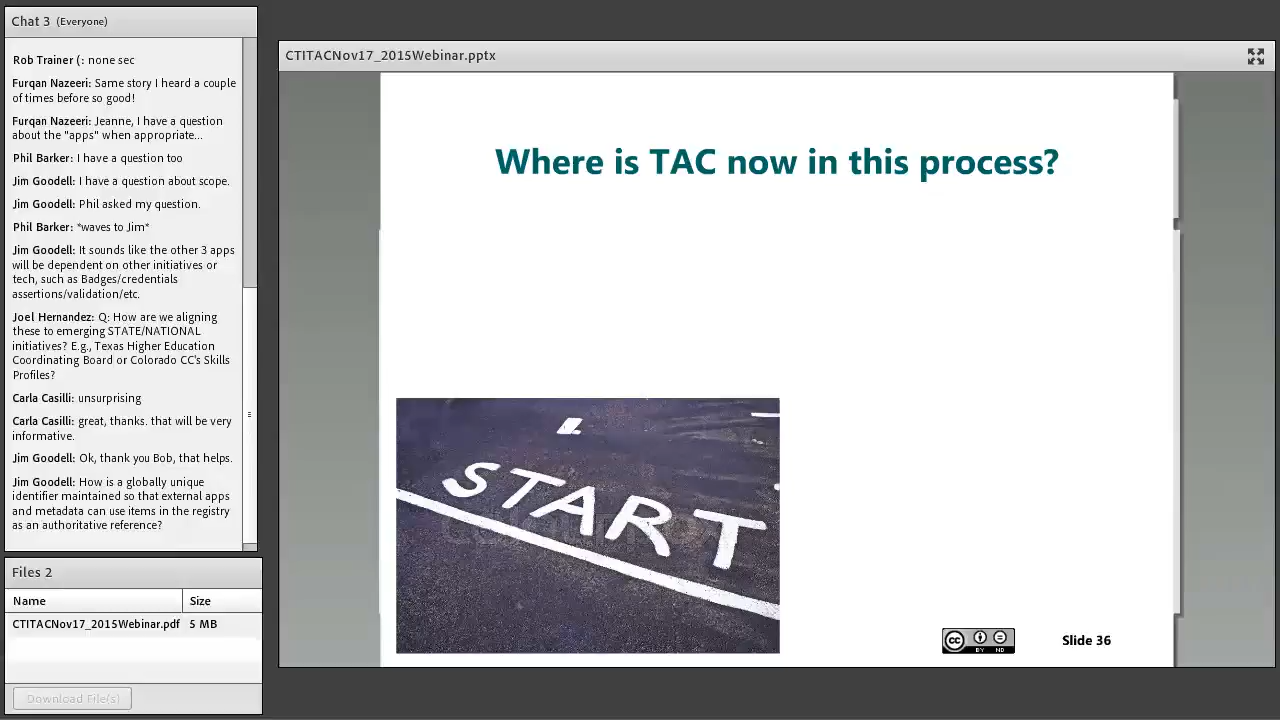 Chat 3 (Everyone)
Rob Trainer (: none sec
Furqan Nazeeri: Same story I heard a couple
of times before so good!
Furqan Nazeeri: Jeanne, I have a question
about the "apps" when appropriate...
Phil Barker: I have a question too
Jim Goodell: I have a question about scope.
Jim Goodell: Phil asked my question.
Phil Barker: *waves to Jim*
Jim Goodell: It sounds like the other 3 apps
will be dependent on other initiatives or
tech, such as Badges/credentials
assertions/validation/etc.
Joel Hernandez: Q: How are we aligning
these to emerging STATE/NATIONAL
initiatives? E.g., Texas Higher Education
Coordinating Board or Colorado CC's Skills
Profiles?
Carla Casilli: unsurprising
Carla Casilli: great, thanks. that will be very
informative.
Jim Goodell: Ok, thank you Bob, that helps.
Jim Goodell: How is a globally unique
identifier maintained so that external apps
and metadata can use items in the registry
as an authoritative reference?
Files 2
Name Size
CTITACNov17_2015Webinar.pdf 5 MB
Download File(s)
CTITACNov17_2015Webinar.pptx
Where is TAC now in this process?
START
cc BY ND
Slide 36